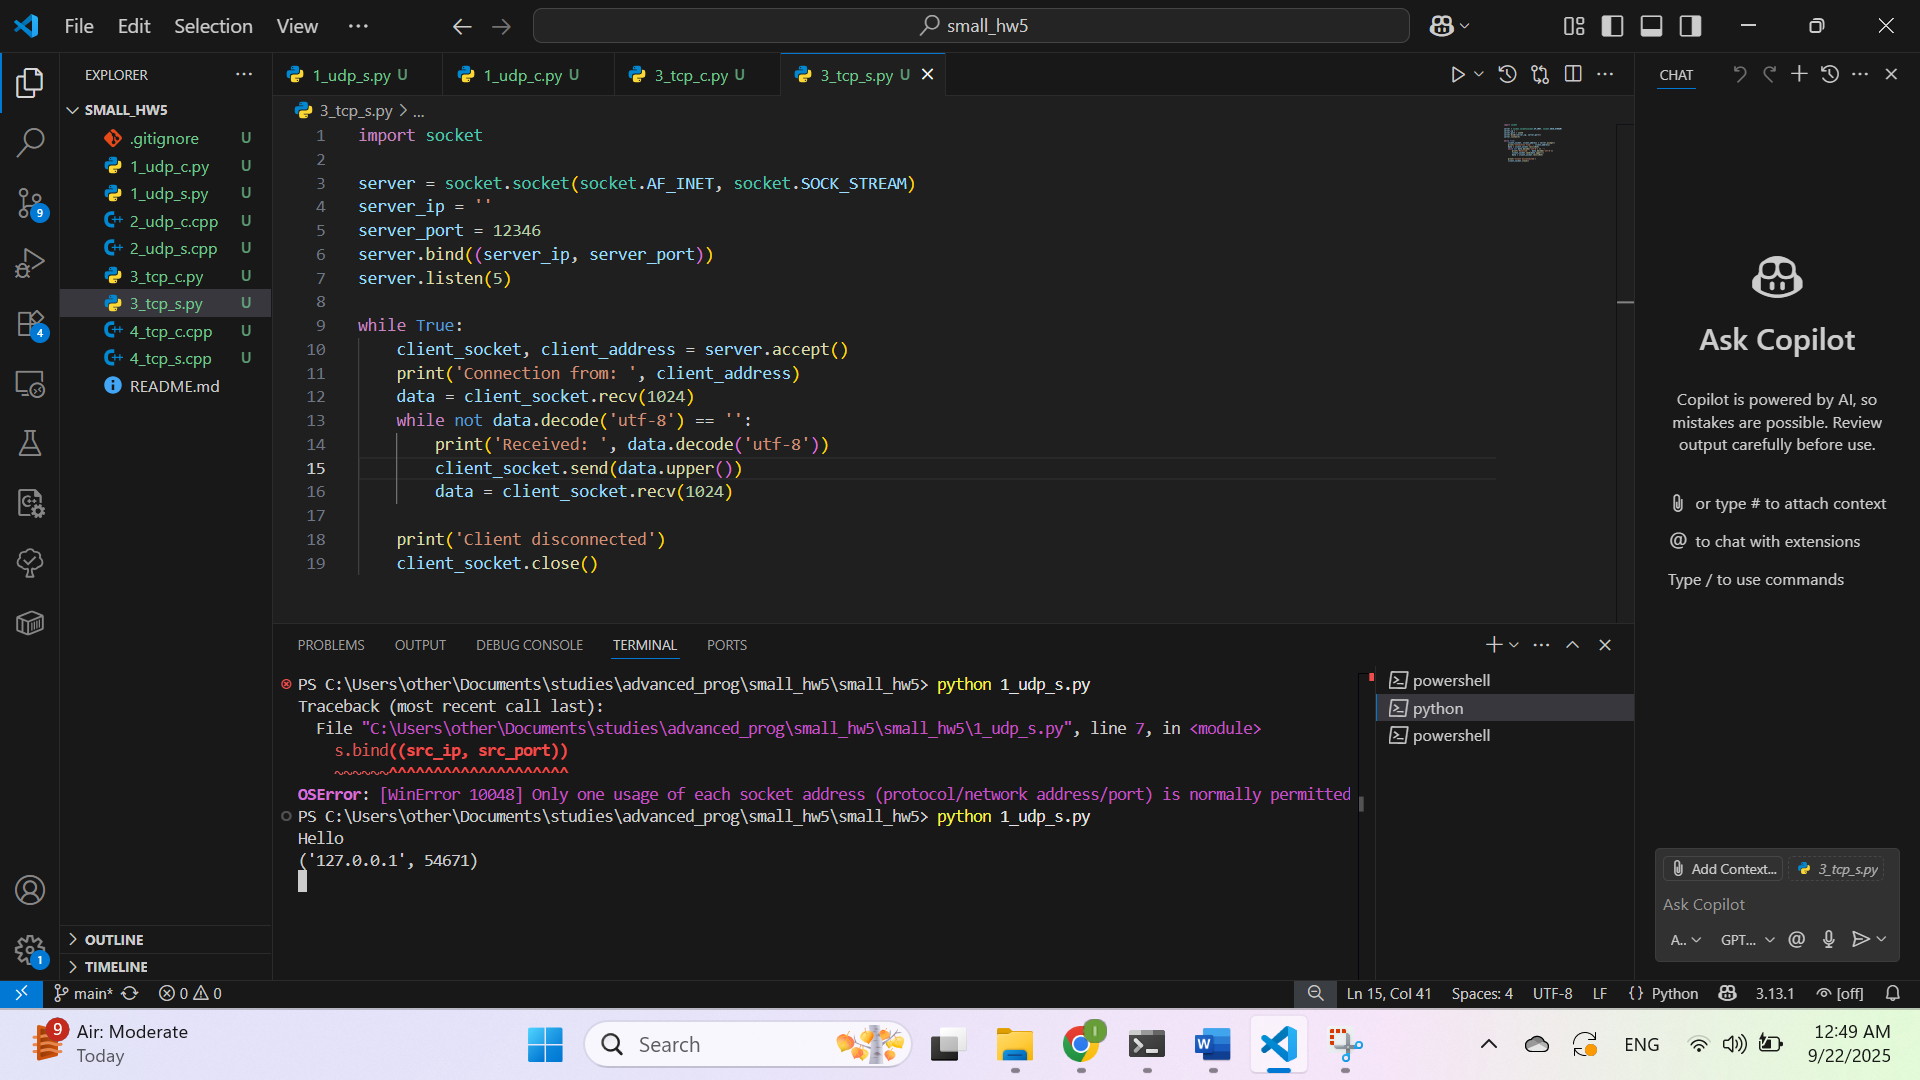 File Edit Selection View ···
small_hw5
EXPLORER ···
SMALL_HW5
.gitignore U
1_udp_c.py U
1_udp_s.py U
2_udp_c.cpp U
2_udp_s.cpp U
3_tcp_c.py U
3_tcp_s.py U
4_tcp_c.cpp U
4_tcp_s.cpp U
README.md
OUTLINE
TIMELINE
9
4
1
1_udp_s.py U 1_udp_c.py U 3_tcp_c.py U 3_tcp_s.py U
3_tcp_s.py > ...
1 import socket
2
3 server = socket.socket(socket.AF_INET, socket.SOCK_STREAM)
4 server_ip = ''
5 server_port = 12346
6 server.bind((server_ip, server_port))
7 server.listen(5)
8
9 while True:
10 client_socket, client_address = server.accept()
11 print('Connection from: ', client_address)
12 data = client_socket.recv(1024)
13 while not data.decode('utf-8') == '':
14 print('Received: ', data.decode('utf-8'))
15 client_socket.send(data.upper())
16 data = client_socket.recv(1024)
17
18 print('Client disconnected')
19 client_socket.close()
PROBLEMS OUTPUT DEBUG CONSOLE TERMINAL PORTS
PS C:\Users\other\Documents\studies\advanced_prog\small_hw5\small_hw5> python 1_udp_s.py
Traceback (most recent call last):
File "C:\Users\other\Documents\studies\advanced_prog\small_hw5\small_hw5\1_udp_s.py", line 7, in <module>
s.bind((src_ip, src_port))
~~~~~~^^^^^^^^^^^^^^^^^^^^
OSError: [WinError 10048] Only one usage of each socket address (protocol/network address/port) is normally permitted
PS C:\Users\other\Documents\studies\advanced_prog\small_hw5\small_hw5> python 1_udp_s.py
Hello
('127.0.0.1', 54671)
powershell
python
powershell
CHAT
Ask Copilot
Copilot is powered by AI, so
mistakes are possible. Review
output carefully before use.
or type # to attach context
@ to chat with extensions
Type / to use commands
Add Context... 3_tcp_s.py
Ask Copilot
A.. GPT... @
main* 0 0
Ln 15, Col 41 Spaces: 4 UTF-8 LF {} Python 3.13.1 [off]
9
Air: Moderate
Today
Search
ENG
12:49 AM
9/22/2025